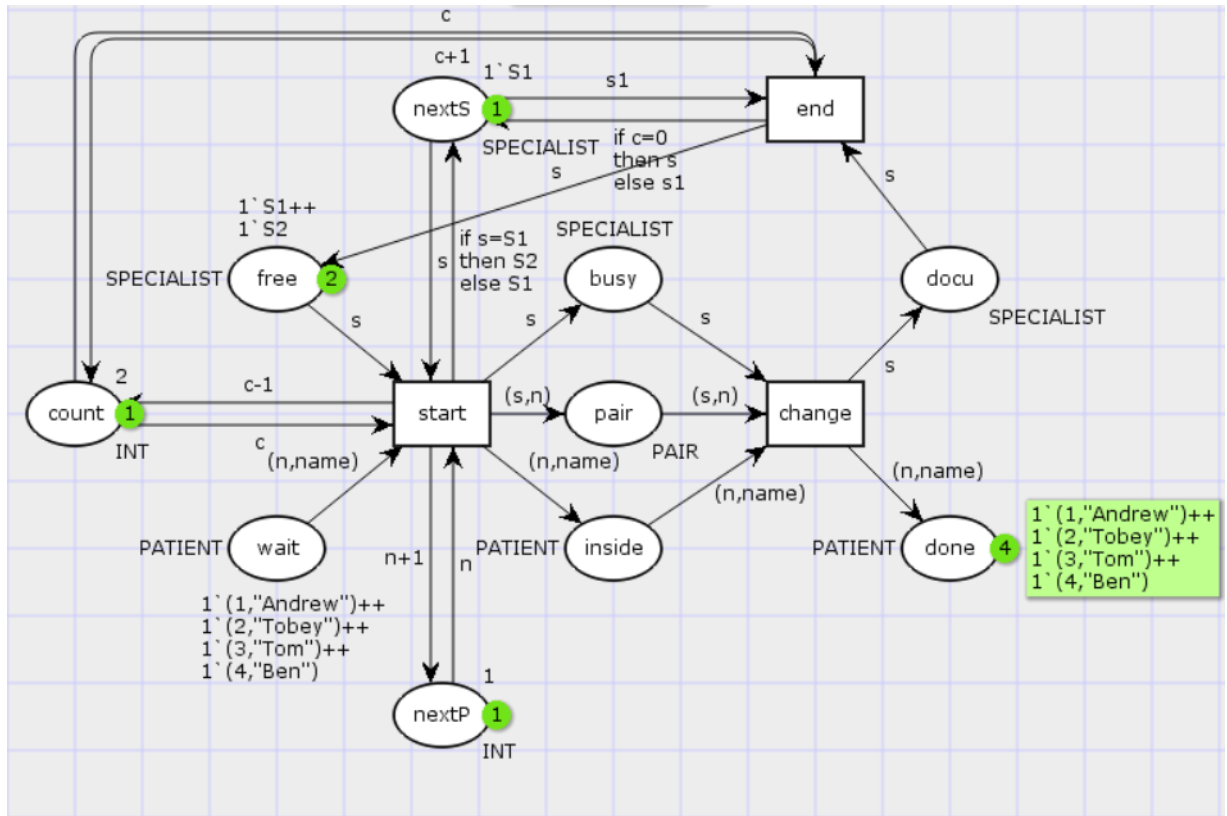 c
c+1
1`S1
nextS
1
s1
end
SPECIALIST
if c=0
then s
else s1
s
s
1`S1++
1`S2
SPECIALIST
free
2
s
if s=S1
then S2
else S1
SPECIALIST
busy
docu
SPECIALIST
s
s
s
s
2
count
1
INT
c-1
c
start
(s,n)
pair
PAIR
(s,n)
change
(n,name)
(n,name)
(n,name)
(n,name)
PATIENT
wait
n+1
n
PATIENT
inside
PATIENT
done
4
1`(1,"Andrew")++
1`(2,"Tobey")++
1`(3,"Tom")++
1`(4,"Ben")
1`(1,"Andrew")++
1`(2,"Tobey")++
1`(3,"Tom")++
1`(4,"Ben")
1
nextP
1
INT